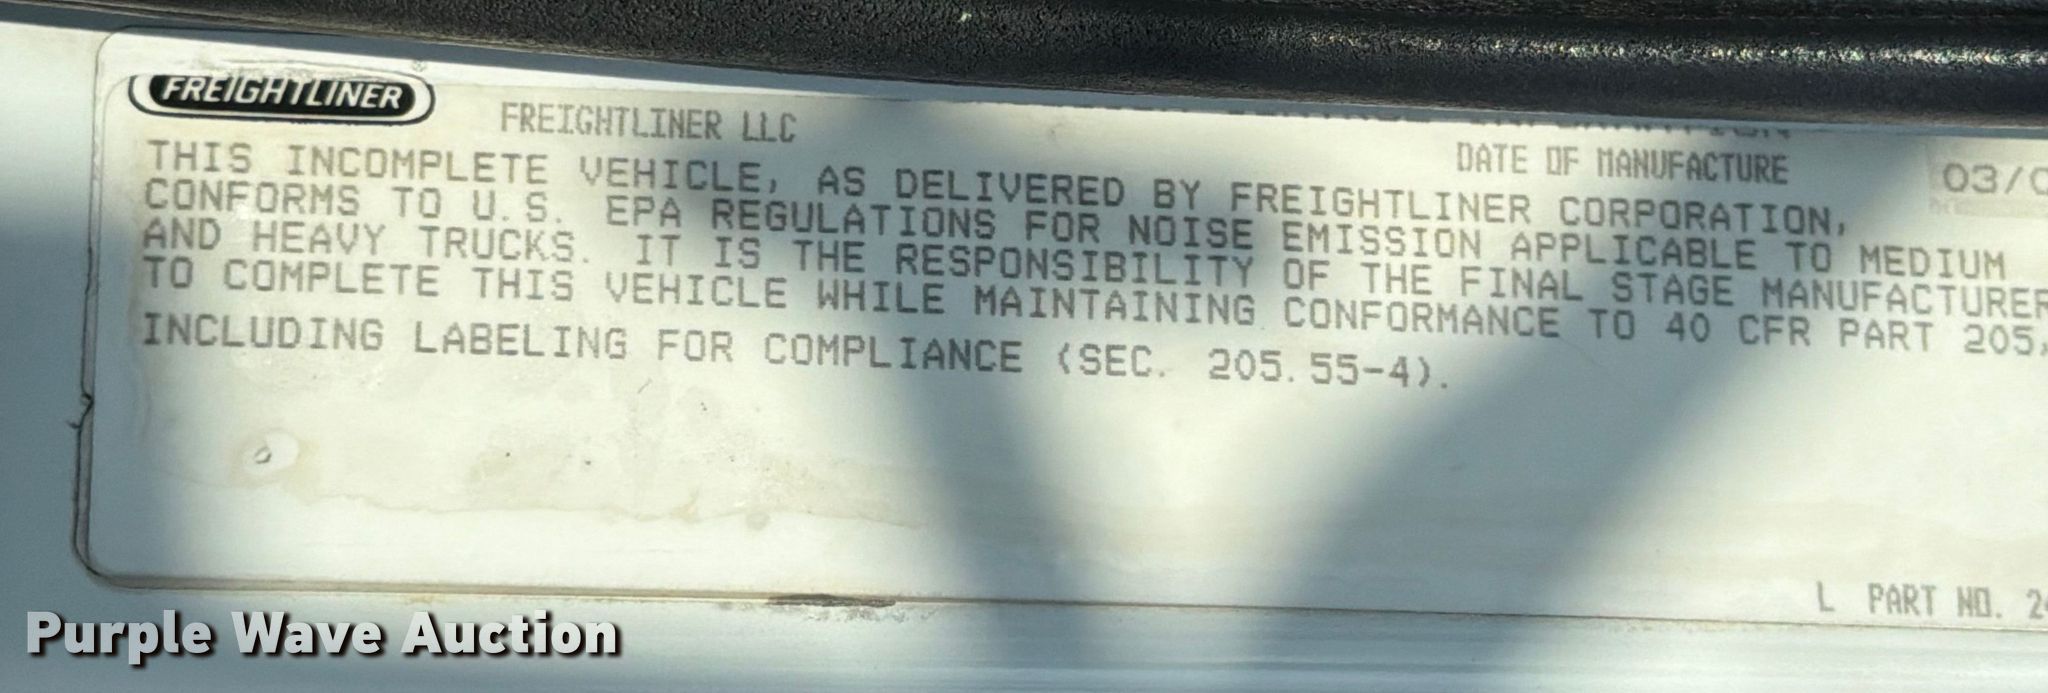 FREIGHTLINER
FREIGHTLINER LLC
DATE OF MANUFACTURE 03/0
THIS INCOMPLETE VEHICLE, AS DELIVERED BY FREIGHTLINER CORPORATION,
CONFORMS TO U.S. EPA REGULATIONS FOR NOISE EMISSION APPLICABLE TO MEDIUM
AND HEAVY TRUCKS. IT IS THE RESPONSIBILITY OF THE FINAL STAGE MANUFACTURER
TO COMPLETE THIS VEHICLE WHILE MAINTAINING CONFORMANCE TO 40 CFR PART 205,
INCLUDING LABELING FOR COMPLIANCE (SEC. 205.55-4).
L PART NO. 24
Purple Wave Auction